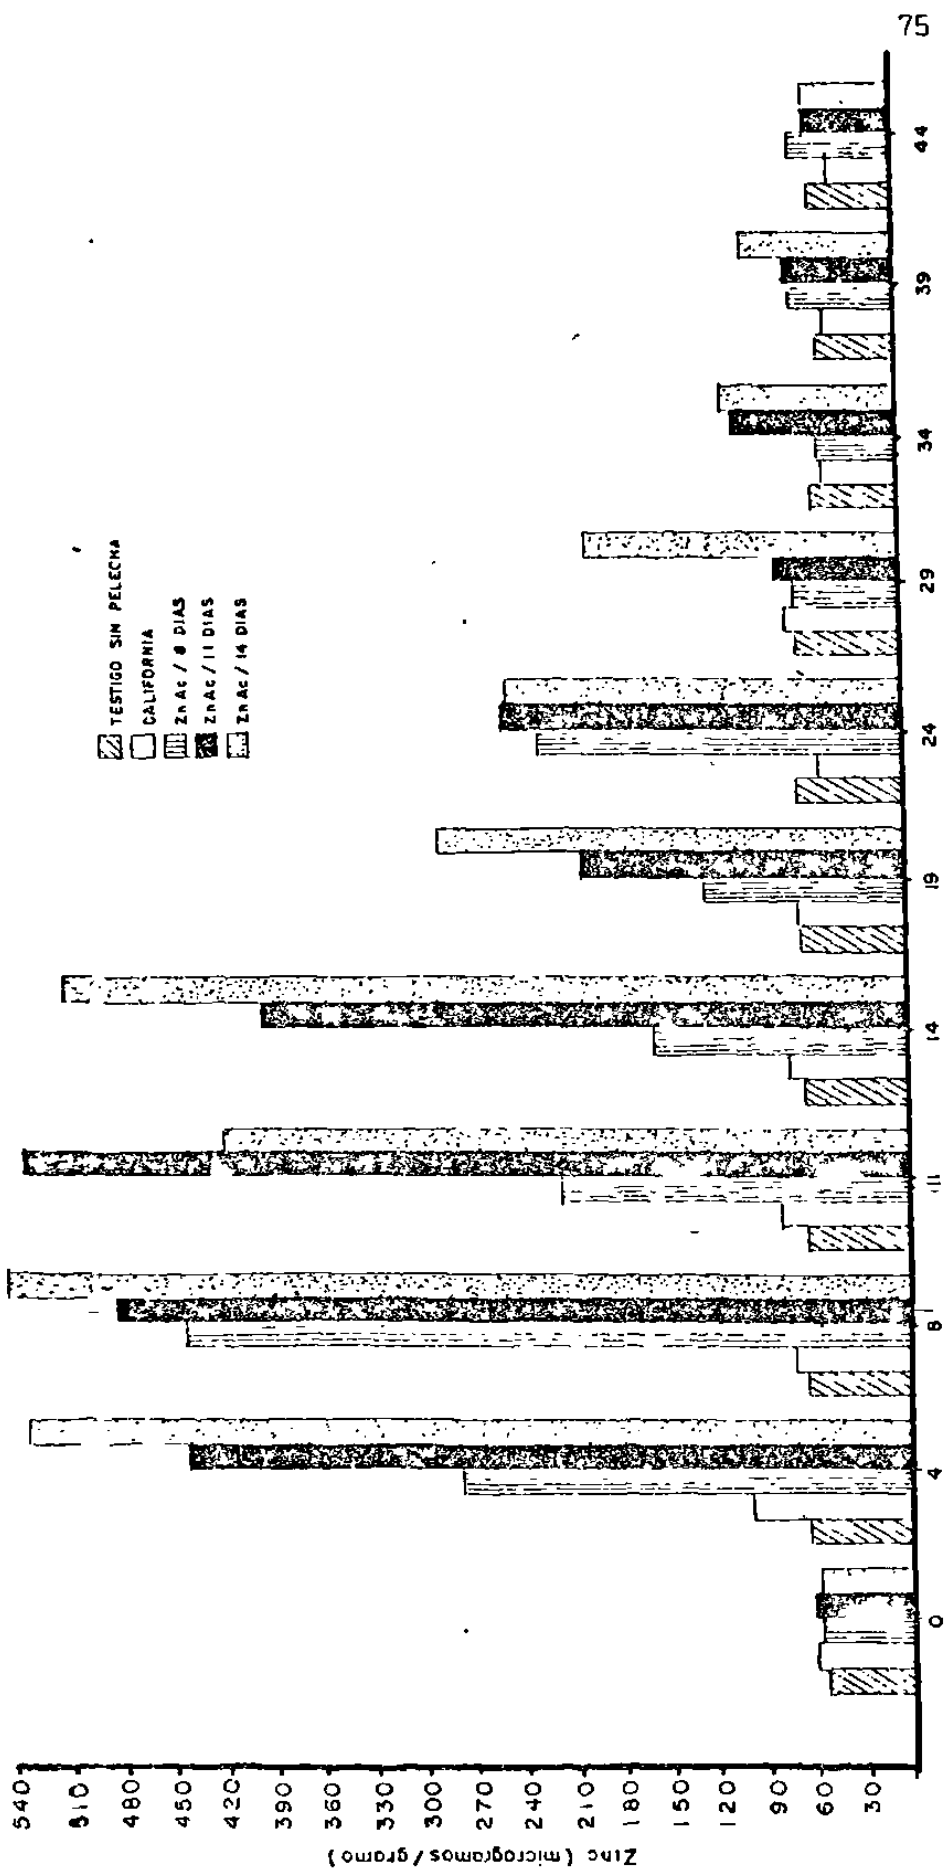 75
TESTIGO SIN PELECHA
CALIFORNIA
ZnAc / 8 DIAS
ZnAc / 11 DIAS
ZnAc / 14 DIAS
Zinc (microgramos/gramo)
540
510
480
450
420
390
360
330
300
270
240
210
180
150
120
90
60
30
0 4 8 11 14 19 24 29 34 39 44